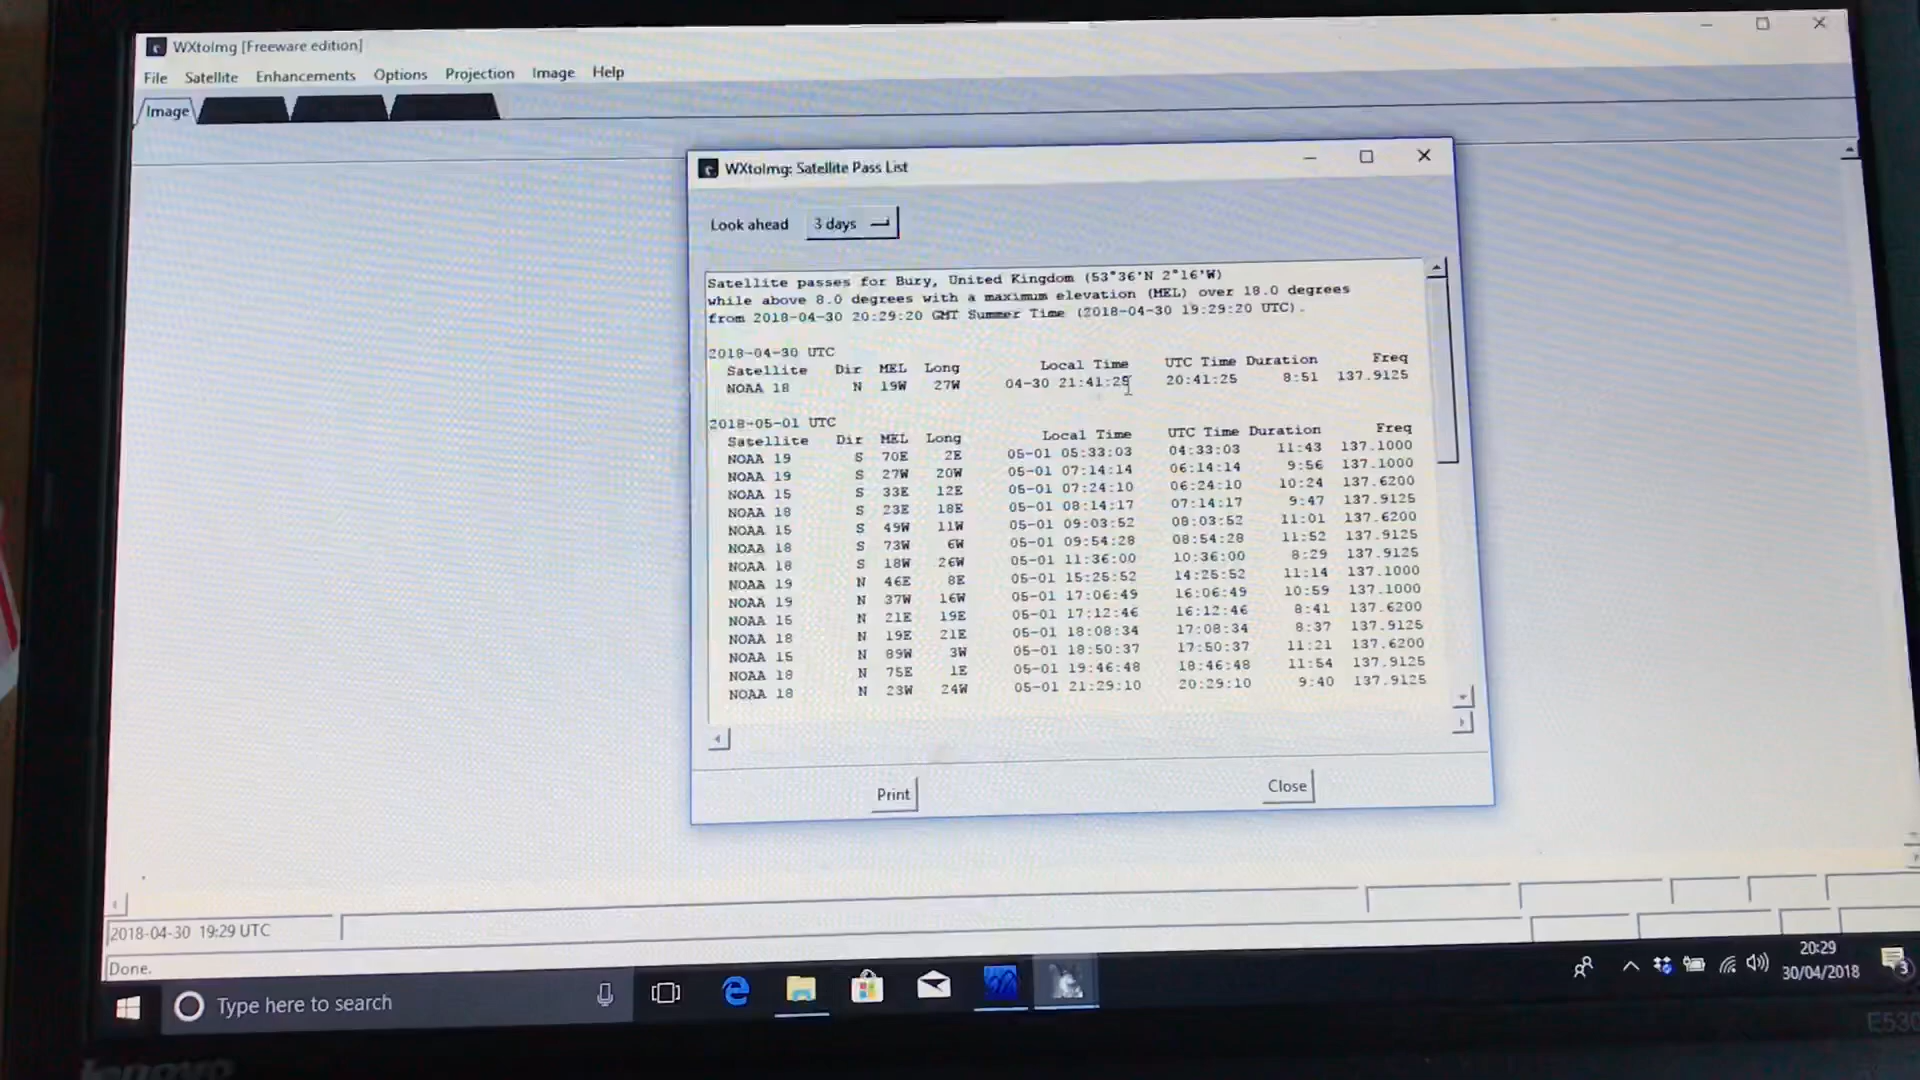 WXtoImg [Freeware edition]
File Satellite Enhancements Options Projection Image Help
Image
WXtoImg: Satellite Pass List
Look ahead 3 days
Satellite passes for Bury, United Kingdom (53°36'N 2°16'W)
while above 8.0 degrees with a maximum elevation (MEL) over 18.0 degrees
from 2018-04-30 20:29:20 GMT Summer Time (2018-04-30 19:29:20 UTC).
2018-04-30 UTC
Satellite Dir MEL Long Local Time UTC Time Duration Freq
NOAA 18 N 19W 27W 04-30 21:41:25 20:41:25 8:51 137.9125
2018-05-01 UTC
Satellite Dir MEL Long Local Time UTC Time Duration Freq
NOAA 19 S 70E 2E 05-01 05:33:03 04:33:03 11:43 137.1000
NOAA 19 S 27W 20W 05-01 07:14:14 06:14:14 9:56 137.1000
NOAA 15 S 33E 12E 05-01 07:24:10 06:24:10 10:24 137.6200
NOAA 18 S 23E 18E 05-01 08:14:17 07:14:17 9:47 137.9125
NOAA 15 S 49W 11W 05-01 09:03:52 08:03:52 11:01 137.6200
NOAA 18 S 73W 6W 05-01 09:54:28 08:54:28 11:52 137.9125
NOAA 18 S 18W 26W 05-01 11:36:00 10:36:00 8:29 137.9125
NOAA 19 N 46E 8E 05-01 15:25:52 14:25:52 11:14 137.1000
NOAA 19 N 37W 16W 05-01 17:06:49 16:06:49 10:59 137.1000
NOAA 15 N 21E 19E 05-01 17:12:46 16:12:46 8:41 137.6200
NOAA 18 N 19E 21E 05-01 18:08:34 17:08:34 8:37 137.9125
NOAA 15 N 89W 3W 05-01 18:50:37 17:50:37 11:21 137.6200
NOAA 18 N 75E 1E 05-01 19:46:48 18:46:48 11:54 137.9125
NOAA 18 N 23W 24W 05-01 21:29:10 20:29:10 9:40 137.9125
Print Close
2018-04-30 19:29 UTC
Done.
Type here to search
20:29
30/04/2018
3
E530
lenovo